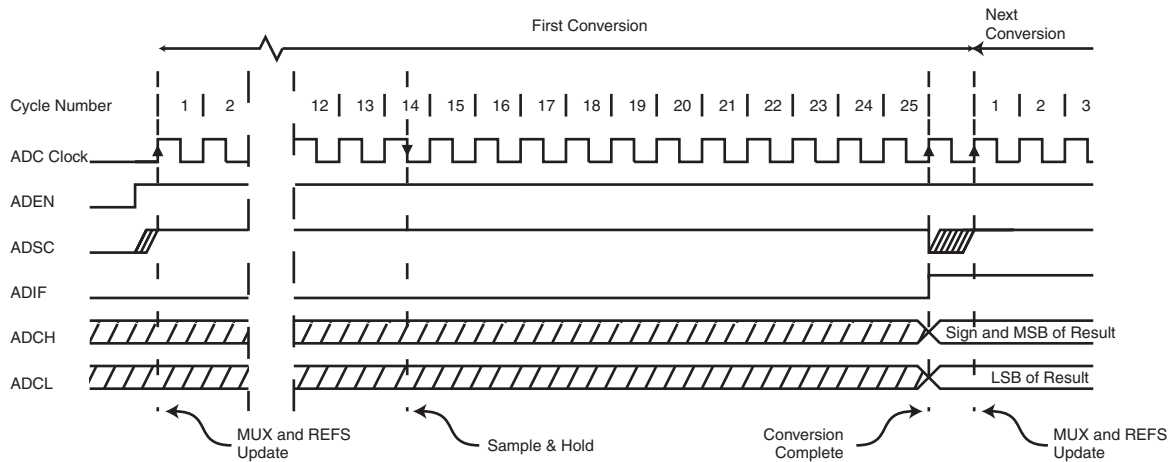 First Conversion
Next
Conversion
Cycle Number 1 2 12 13 14 15 16 17 18 19 20 21 22 23 24 25 1 2 3
ADC Clock
ADEN
ADSC
ADIF
ADCH Sign and MSB of Result
ADCL LSB of Result
MUX and REFS
Update
Sample & Hold
Conversion
Complete
MUX and REFS
Update